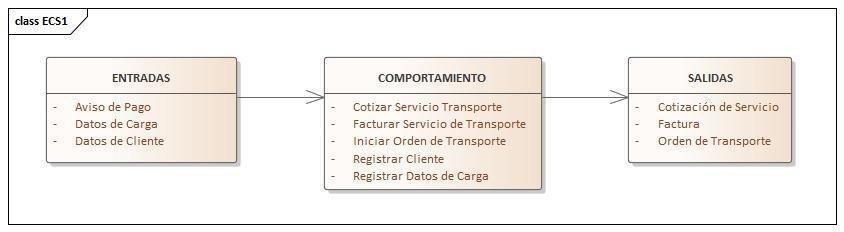 class ECS1
ENTRADAS
- Aviso de Pago
- Datos de Carga
- Datos de Cliente
COMPORTAMIENTO
- Cotizar Servicio Transporte
- Facturar Servicio de Transporte
- Iniciar Orden de Transporte
- Registrar Cliente
- Registrar Datos de Carga
SALIDAS
- Cotización de Servicio
- Factura
- Orden de Transporte